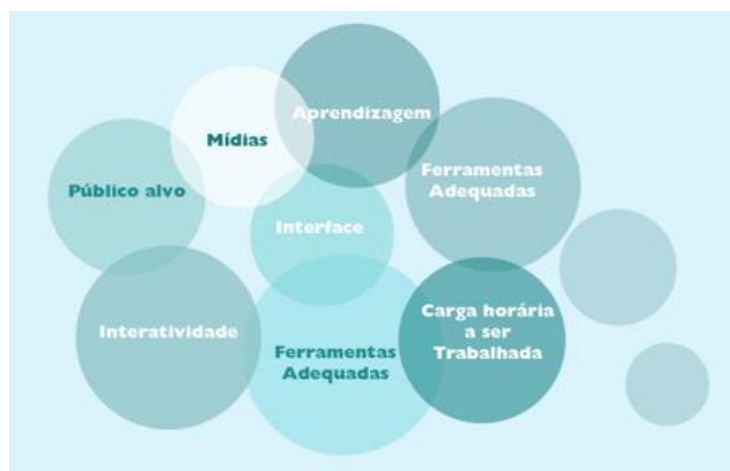 Aprendizagem
Mídias
Ferramentas
Adequadas
Público alvo
Interface
Carga horária
a ser
Trabalhada
Interatividade
Ferramentas
Adequadas